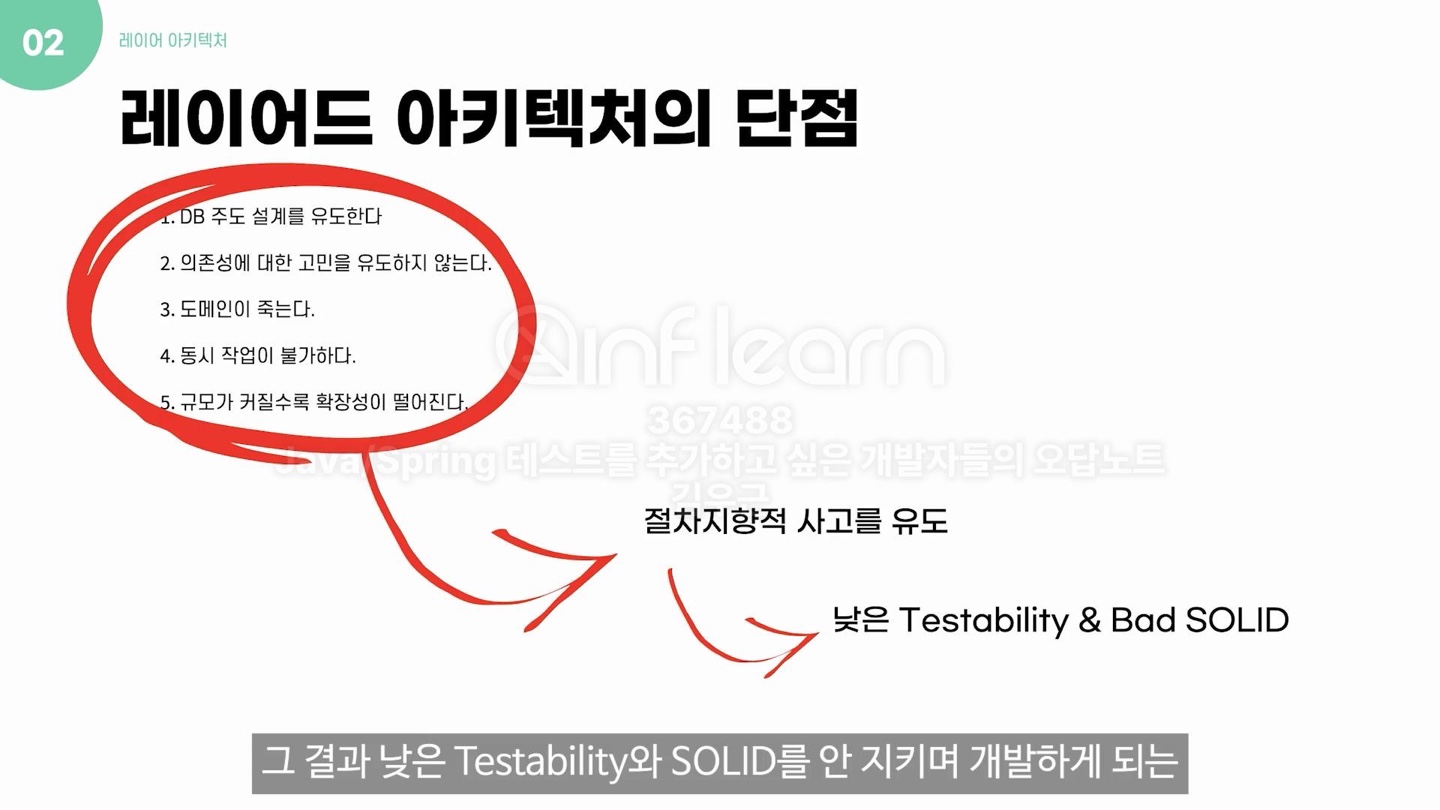 02
레이어 아키텍처
레이어드 아키텍처의 단점
1. DB 주도 설계를 유도한다
2. 의존성에 대한 고민을 유도하지 않는다.
3. 도메인이 죽는다.
4. 동시 작업이 불가하다.
5. 규모가 커질수록 확장성이 떨어진다.
inflearn
367488
Java/Spring 테스트를 추가하고 싶은 개발자들의 오답노트
절차지향적 사고를 유도
낮은 Testability & Bad SOLID
그 결과 낮은 Testability와 SOLID를 안 지키며 개발하게 되는